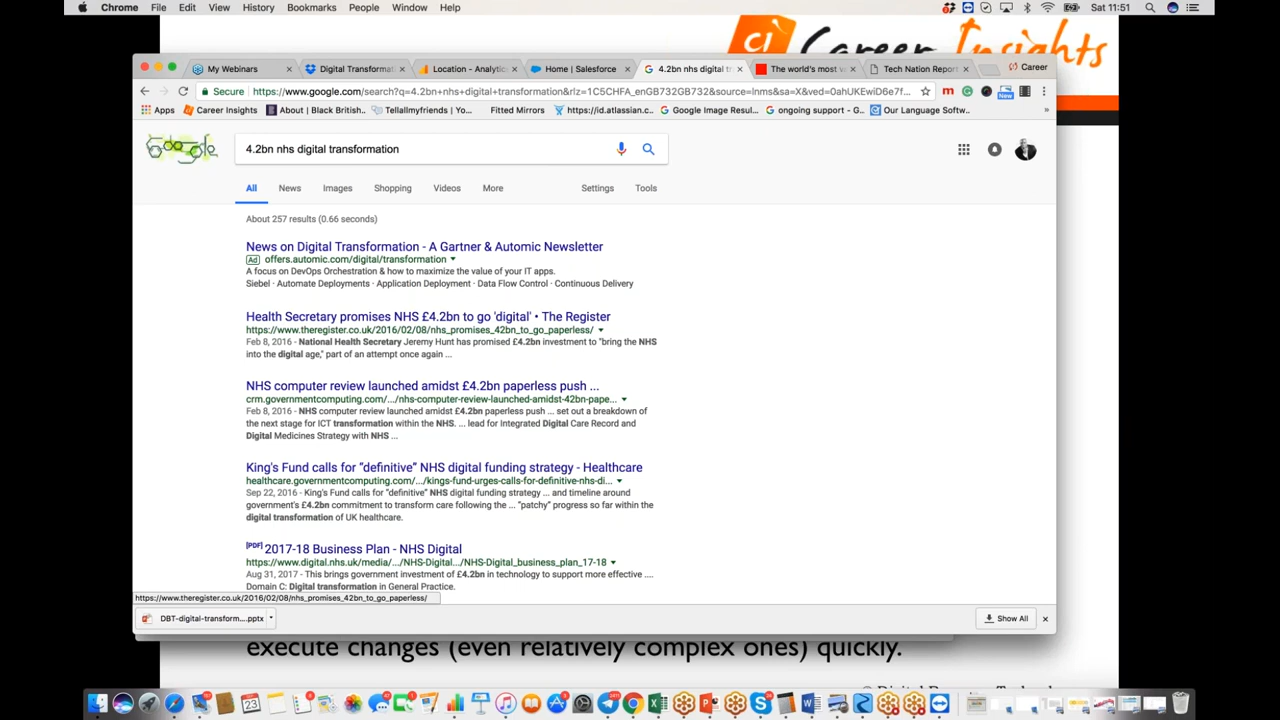 Chrome File Edit View History Bookmarks People Window Help Sat 11:51
Career Insights
My Webinars Digital Transformat Location - Analytic Home | Salesforce 4.2bn nhs digital tr The world's most v Tech Nation Report Career
Secure https://www.google.com/search?q=4.2bn+nhs+digital+transformation&rlz=1C5CHFA_enGB732GB732&source=lnms&sa=X&ved=0ahUKEwiD6e7f...
Apps Career Insights About | Black British.. Tellallmyfriends | Yo... Fitted Mirrors https://id.atlassian.c... Google Image Resul... ongoing support - G... Our Language Softw.. »
New
4.2bn nhs digital transformation
All News Images Shopping Videos More Settings Tools
About 257 results (0.66 seconds)
News on Digital Transformation - A Gartner & Automic Newsletter
Ad offers.automic.com/digital/transformation
A focus on DevOps Orchestration & how to maximize the value of your IT apps.
Siebel · Automate Deployments · Application Deployment · Data Flow Control · Continuous Delivery
Health Secretary promises NHS £4.2bn to go 'digital' • The Register
https://www.theregister.co.uk/2016/02/08/nhs_promises_42bn_to_go_paperless/
Feb 8, 2016 - National Health Secretary Jeremy Hunt has promised £4.2bn investment to "bring the NHS
into the digital age," part of an attempt once again ...
NHS computer review launched amidst £4.2bn paperless push ...
crm.governmentcomputing.com/.../nhs-computer-review-launched-amidst-42bn-pape...
Feb 8, 2016 - NHS computer review launched amidst £4.2bn paperless push ... set out a breakdown of
the next stage for ICT transformation within the NHS. ... lead for Integrated Digital Care Record and
Digital Medicines Strategy with NHS ...
King's Fund calls for “definitive” NHS digital funding strategy - Healthcare
healthcare.governmentcomputing.com/.../kings-fund-urges-calls-for-definitive-nhs-di...
Sep 22, 2016 - King's Fund calls for “definitive” NHS digital funding strategy ... and timeline around
government's £4.2bn commitment to transform care following the ... “patchy” progress so far within the
digital transformation of UK healthcare.
[PDF] 2017-18 Business Plan - NHS Digital
https://www.digital.nhs.uk/media/.../NHS-Digital.../NHS-Digital_business_plan_17-18
Aug 31, 2017 - This brings government investment of £4.2bn in technology to support more effective ....
Domain C: Digital transformation in General Practice.
https://www.theregister.co.uk/2016/02/08/nhs_promises_42bn_to_go_paperless/
DBT-digital-transform....pptx Show All
execute changes (even relatively complex ones) quickly.